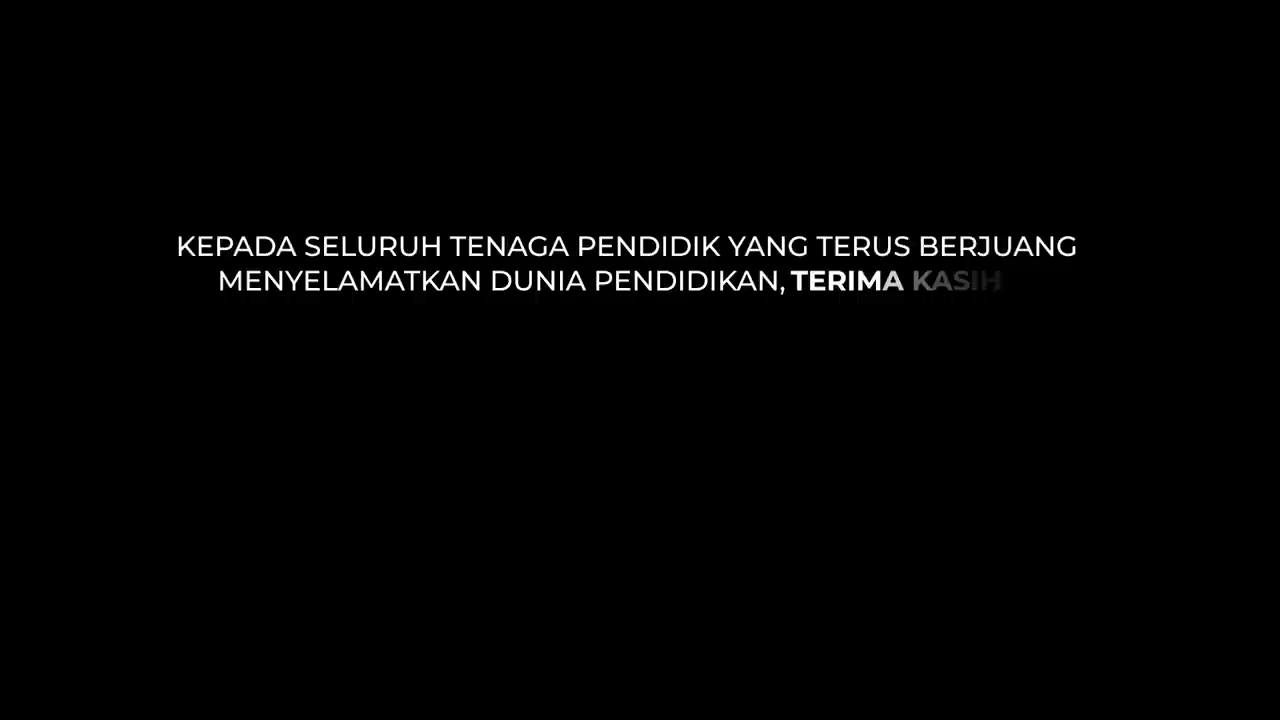 KEPADA SELURUH TENAGA PENDIDIK YANG TERUS BERJUANG
MENYELAMATKAN DUNIA PENDIDIKAN, TERIMA KASIH